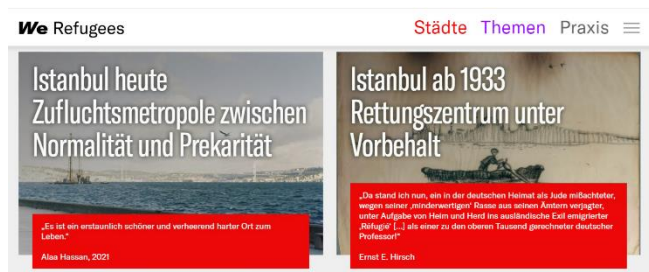 We Refugees
Städte Themen Praxis
Istanbul heute
Zufluchtsmetropole zwischen
Normalität und Prekarität
„Es ist ein erstaunlich schöner und verheerend harter Ort zum
Leben.“
Alaa Hassan, 2021
Istanbul ab 1933
Rettungszentrum unter
Vorbehalt
„Da stand ich nun, ein in der deutschen Heimat als Jude mißachteter,
wegen seiner ‚minderwertigen‘ Rasse aus seinen Ämtern verjagter,
unter Aufgabe von Heim und Herd ins ausländische Exil emigrierter
‚Réfugié‘ [...] als einer zu den oberen Tausend gerechneter deutscher
Professor!“
Ernst E. Hirsch